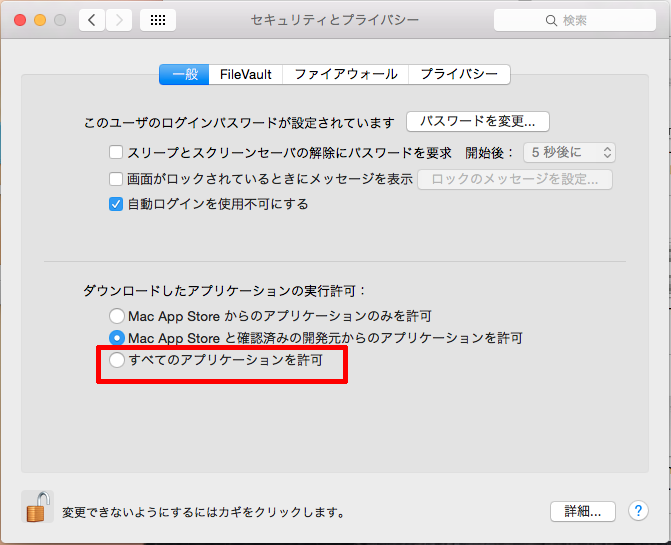 セキュリティとプライバシー
検索
一般 FileVault ファイアウォール プライバシー
このユーザのログインパスワードが設定されています パスワードを変更...
スリープとスクリーンセーバの解除にパスワードを要求 開始後： 5 秒後に
画面がロックされているときにメッセージを表示 ロックのメッセージを設定...
自動ログインを使用不可にする
ダウンロードしたアプリケーションの実行許可：
Mac App Store からのアプリケーションのみを許可
Mac App Store と確認済みの開発元からのアプリケーションを許可
すべてのアプリケーションを許可
変更できないようにするにはカギをクリックします。
詳細... ?